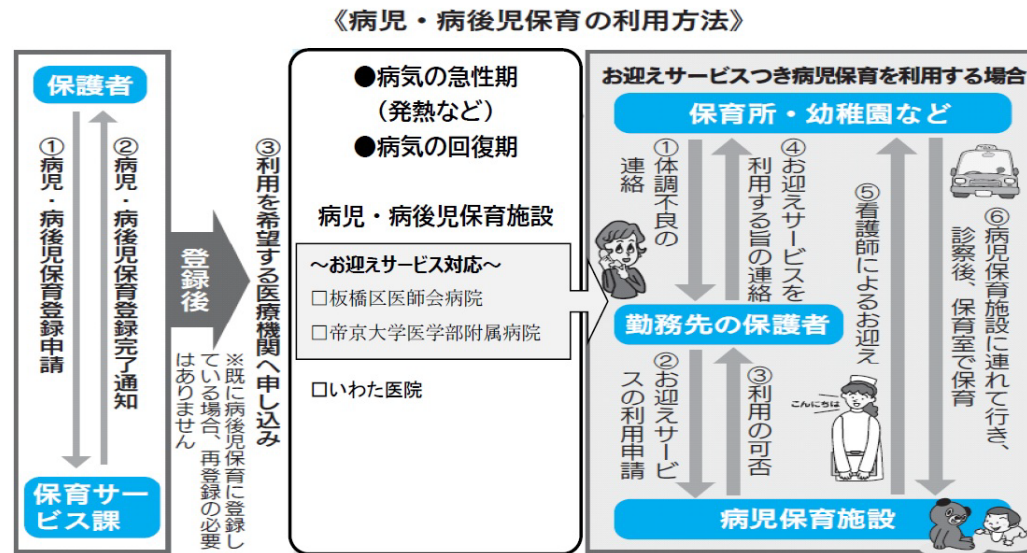 《病児・病後児保育の利用方法》
保護者
①病児・病後児保育登録申請
②病児・病後児保育登録完了通知
保育サー
ビス課
登録後
③利用を希望する医療機関へ申し込み
※既に病後児保育に登録し
ている場合、再登録の必要
はありません
●病気の急性期
(発熱など)
●病気の回復期
病児・病後児保育施設
～お迎えサービス対応～
□板橋区医師会病院
□帝京大学医学部附属病院
□いわた医院
お迎えサービスつき病児保育を利用する場合
保育所・幼稚園など
①体調不良の
連絡
④お迎えサービスを
利用する旨の連絡
勤務先の保護者
②お迎えサービ
スの利用申請
③利用の可否
⑤看護師によるお迎え
こんにちは
⑥病児保育施設に連れて行き、
診察後、保育室で保育
病児保育施設